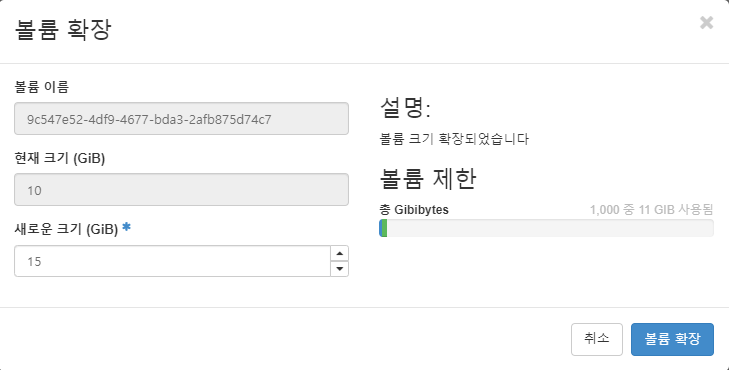 볼륨 확장
×
볼륨 이름
9c547e52-4df9-4677-bda3-2afb875d74c7
현재 크기 (GiB)
10
새로운 크기 (GiB) *
15
설명:
볼륨 크기 확장되었습니다
볼륨 제한
총 Gibibytes
1,000 중 11 GIB 사용됨
취소
볼륨 확장